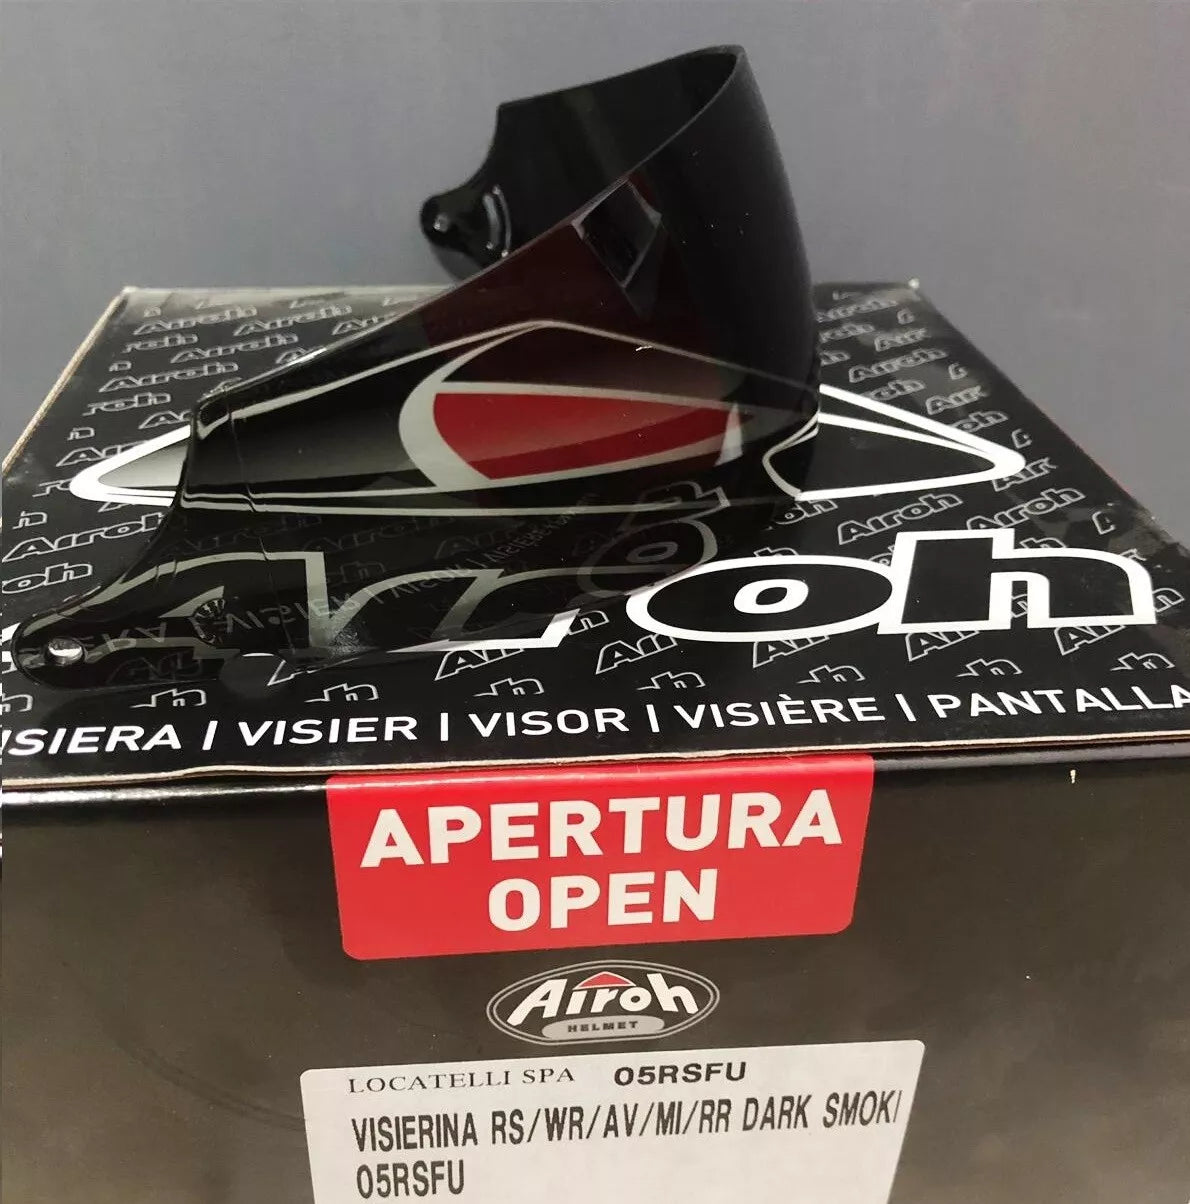 Airoh
ISIERA | VISIER | VISOR | VISIÈRE | PANTALLA
APERTURA
OPEN
Airoh
HELMET
LOCATELLI SPA 05RSFU
VISIERINA RS/WR/AV/MI/RR DARK SMOKI
05RSFU